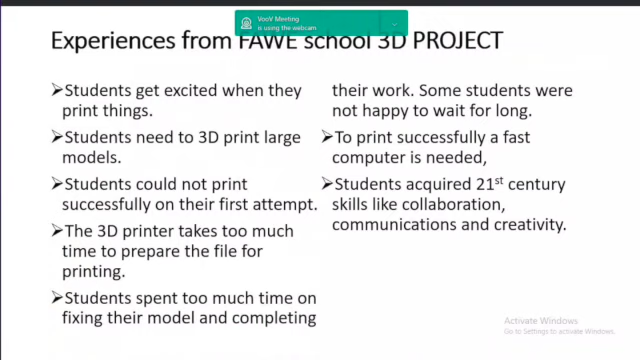 VooV Meeting
is using the webcam
Experiences from FAWE school 3D PROJECT
➢Students get excited when they
print things.
➢Students need to 3D print large
models.
➢Students could not print
successfully on their first attempt.
➢The 3D printer takes too much
time to prepare the file for
printing.
➢Students spent too much time on
fixing their model and completing
their work. Some students were
not happy to wait for long.
➢To print successfully a fast
computer is needed,
➢Students acquired 21st century
skills like collaboration,
communications and creativity.
Activate Windows
Go to Settings to activate Windows.